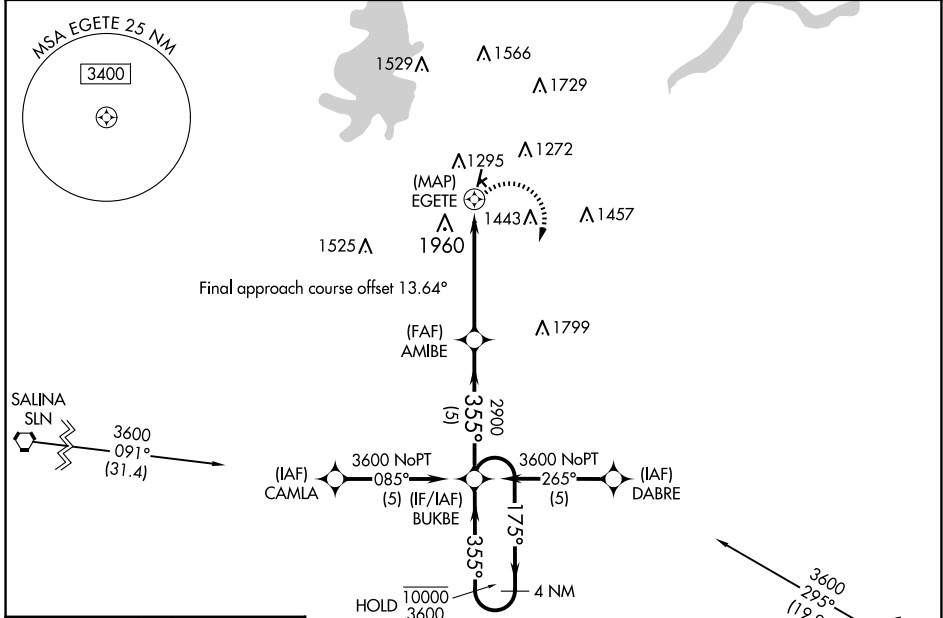 MSA EGETE 25 NM
3400
1529
1566
1729
1295
1272
(MAP)
EGETE
1443
1457
1525
1960
Final approach course offset 13.64°
(FAF)
AMIBE
1799
SALINA
SLN
3600
091°
(31.4)
355°
(5)
2900
3600 NoPT
085°
(5)
(IAF)
CAMLA
(IF/IAF)
BUKBE
3600 NoPT
265°
(5)
(IAF)
DABRE
355°
175°
HOLD
10000
3600
4 NM
3600
295°